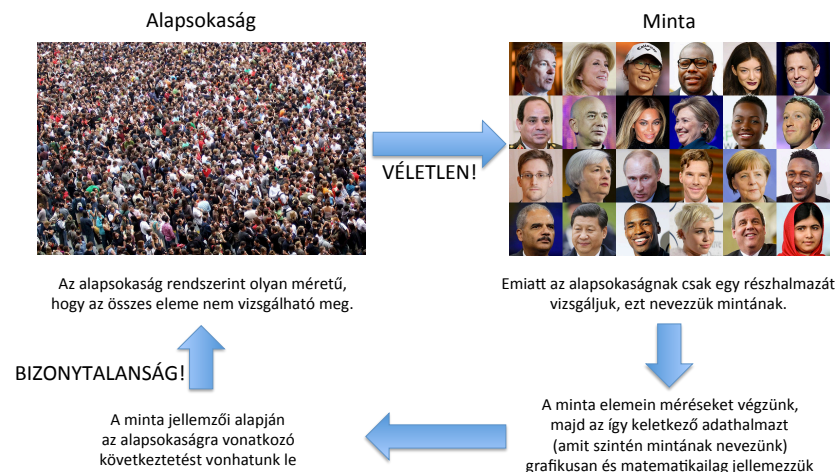 Alapsokaság
Minta
VÉLETLEN!
Az alapsokaság rendszerint olyan méretű,
hogy az összes eleme nem vizsgálható meg.
Emiatt az alapsokaságnak csak egy részhalmazát
vizsgáljuk, ezt nevezzük mintának.
A minta elemein méréseket végzünk,
majd az így keletkező adathalmazt
(amit szintén mintának nevezünk)
grafikusan és matematikailag jellemezzük
A minta jellemzői alapján
az alapsokaságra vonatkozó
következtetést vonhatunk le
BIZONYTALANSÁG!